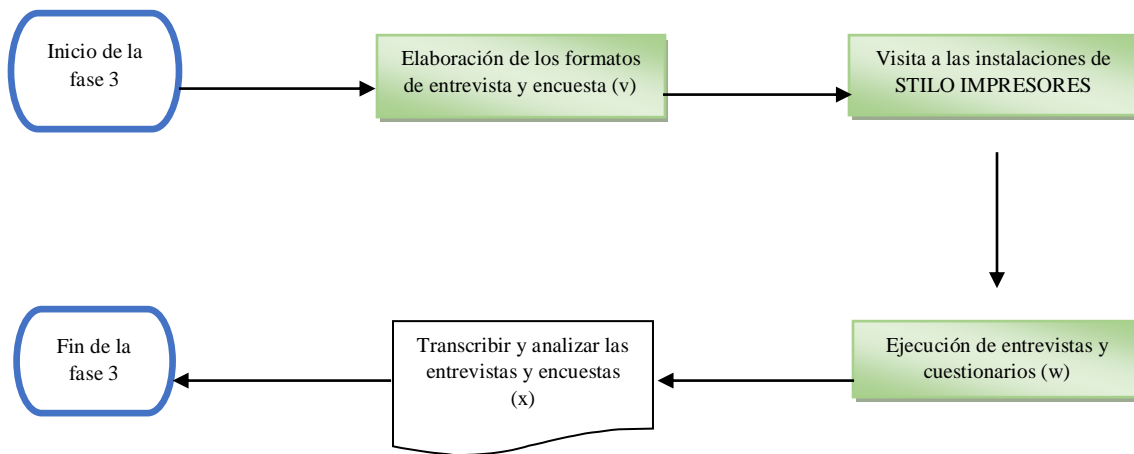 Inicio de la
fase 3
Elaboración de los formatos
de entrevista y encuesta (v)
Visita a las instalaciones de
STILO IMPRESORES
Ejecución de entrevistas y
cuestionarios (w)
Transcribir y analizar las
entrevistas y encuestas
(x)
Fin de la
fase 3